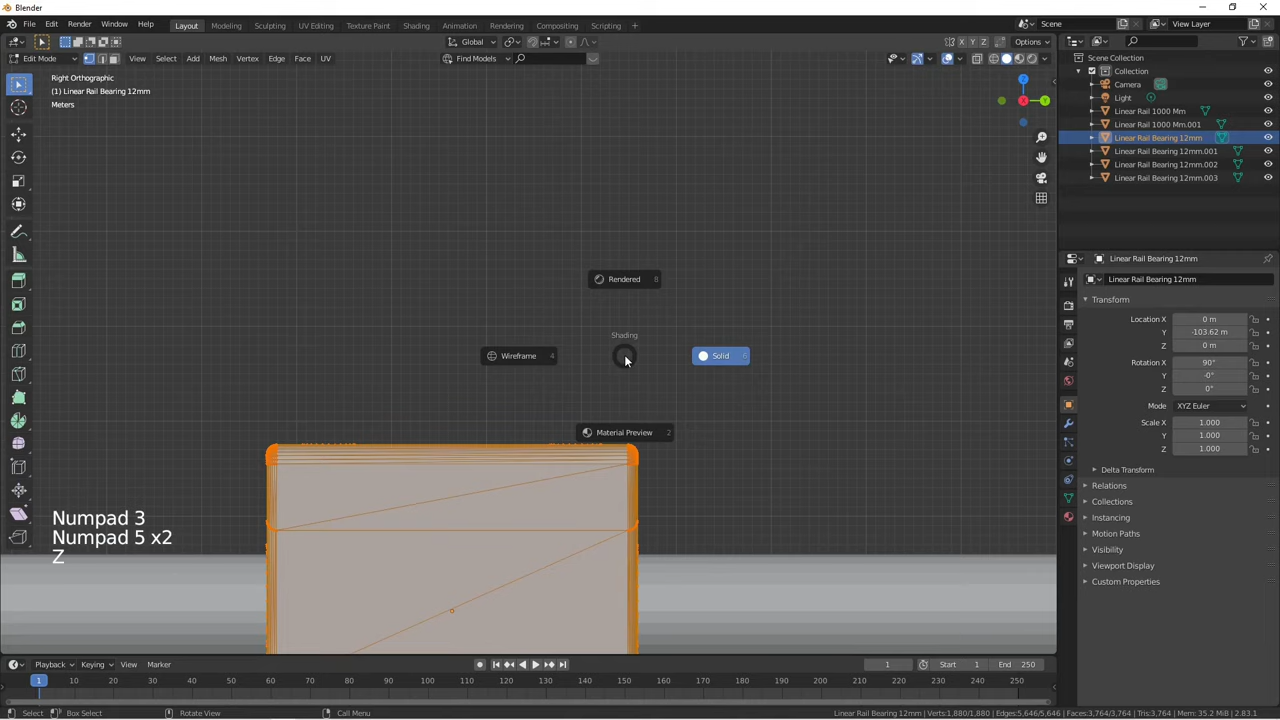 Blender
File Edit Render Window Help
Layout Modeling Sculpting UV Editing Texture Paint Shading Animation Rendering Compositing Scripting
Scene
View Layer
Global
X Y Z Options
Edit Mode View Select Add Mesh Vertex Edge Face UV
Find Models
Right Orthographic
(1) Linear Rail Bearing 12mm
Meters
Z
Y
Scene Collection
Collection
Camera
Light
Linear Rail 1000 Mm
Linear Rail 1000 Mm.001
Linear Rail Bearing 12mm
Linear Rail Bearing 12mm.001
Linear Rail Bearing 12mm.002
Linear Rail Bearing 12mm.003
Rendered 8
Shading
Wireframe 4
Solid 6
Material Preview 2
Linear Rail Bearing 12mm
Linear Rail Bearing 12mm
Transform
Location X 0 m
Y -103.62 m
Z 0 m
Rotation X 90°
Y -0°
Z 0°
Mode XYZ Euler
Scale X 1.000
Y 1.000
Z 1.000
Delta Transform
Relations
Collections
Instancing
Motion Paths
Visibility
Viewport Display
Custom Properties
Numpad 3
Numpad 5 x2
Z
Playback Keying View Marker
1 Start 1 End 250
1 10 20 30 40 50 60 70 80 90 100 110 120 130 140 150 160 170 180 190 200 210 220 230 240 250
Select Box Select Rotate View Call Menu
Linear Rail Bearing 12mm | Verts:1,880/1,880 | Edges:5,646/5,646 | Faces:3,764/3,764 | Tris:3,764 | Mem: 35.2 MiB | 2.83.1